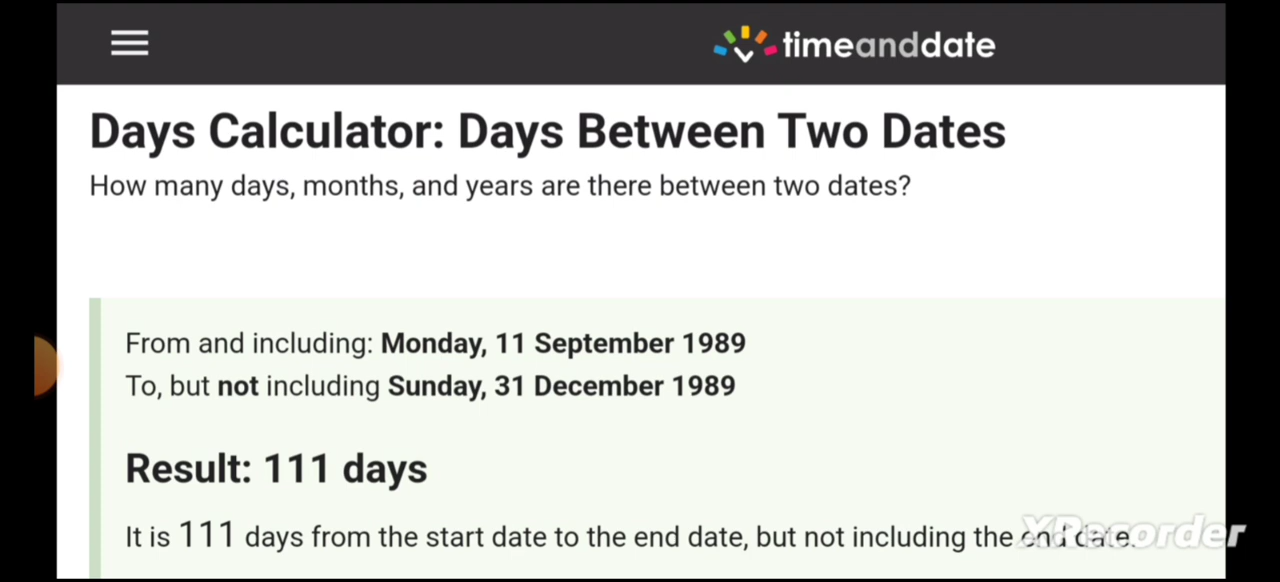 timeanddate
Days Calculator: Days Between Two Dates
How many days, months, and years are there between two dates?
From and including: Monday, 11 September 1989
To, but not including Sunday, 31 December 1989
Result: 111 days
It is 111 days from the start date to the end date, but not including the end date.
XRecorder